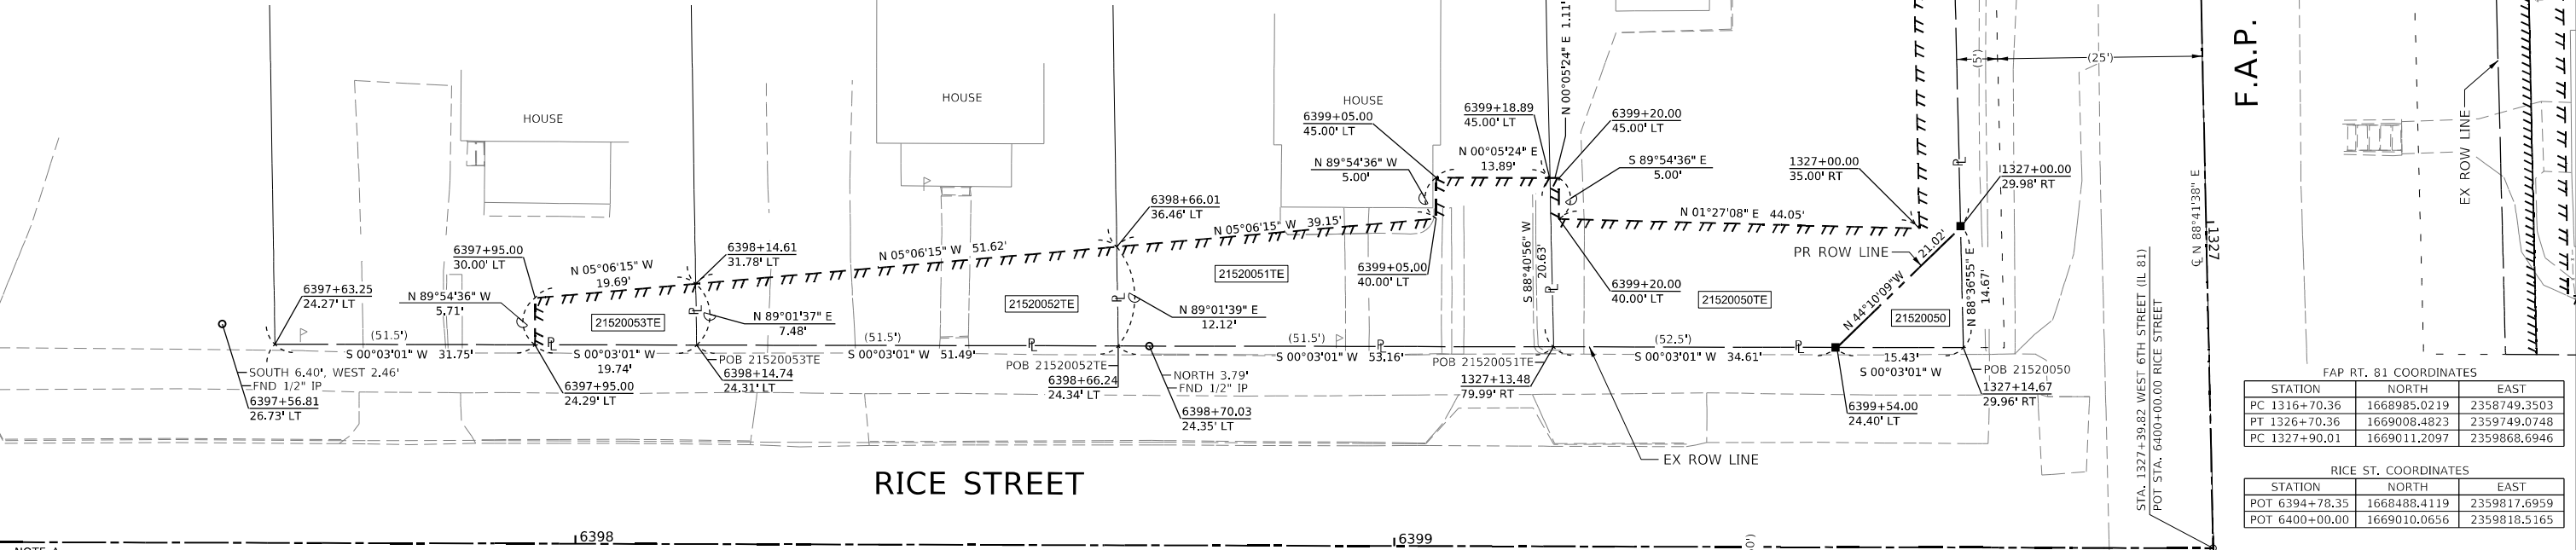 HOUSE
HOUSE
HOUSE
6397+63.25
24.27' LT
N 89°54'36" W
5.71'
6397+95.00
30.00' LT
N 05°06'15" W
19.69'
6398+14.61
31.78' LT
N 05°06'15" W 51.62'
6398+66.01
36.46' LT
N 05°06'15" W 39.15'
6399+05.00
45.00' LT
N 89°54'36" W
5.00'
6399+18.89
45.00' LT
N 00°05'24" E
13.89'
N 00°05'24" E 1.11'
6399+20.00
45.00' LT
S 89°54'36" E
5.00'
1327+00.00
35.00' RT
1327+00.00
29.98' RT
(5')
(25')
F.A.P.
EX ROW LINE
N 01°27'08" E 44.05'
PR ROW LINE
21.02'
N 44°10'09"W
6399+05.00
40.00' LT
6399+20.00
40.00' LT
S 88°40'56" W
20.63'
N 88°36'55" E
14.67'
21520053TE
21520052TE
21520051TE
21520050TE
21520050
N 89°01'37" E
7.48'
N 89°01'39" E
12.12'
PL
PL
PL
PL
PL
PL
PL
PL
(51.5')
S 00°03'01" W 31.75'
S 00°03'01" W
19.74'
(51.5')
S 00°03'01" W 51.49'
(51.5')
S 00°03'01" W 53.16'
(52.5')
S 00°03'01" W 34.61'
15.43'
S 00°03'01" W
SOUTH 6.40', WEST 2.46'
FND 1/2" IP
6397+56.81
26.73' LT
6397+95.00
24.29' LT
POB 21520053TE
6398+14.74
24.31' LT
POB 21520052TE
6398+66.24
24.34' LT
NORTH 3.79'
FND 1/2" IP
6398+70.03
24.35' LT
POB 21520051TE
1327+13.48
79.99' RT
EX ROW LINE
6399+54.00
24.40' LT
POB 21520050
1327+14.67
29.96' RT
STA. 1327+39.82 WEST 6TH STREET (IL 81)
POT STA. 6400+00.00 RICE STREET
CL N 88°41'38" E
1327
RICE STREET
6398
6399
0')
NOTE A
FAP RT. 81 COORDINATES
STATION NORTH EAST
PC 1316+70.36 1668985.0219 2358749.3503
PT 1326+70.36 1669008.4823 2359749.0748
PC 1327+90.01 1669011.2097 2359868.6946
RICE ST. COORDINATES
STATION NORTH EAST
POT 6394+78.35 1668488.4119 2359817.6959
POT 6400+00.00 1669010.0656 2359818.5165